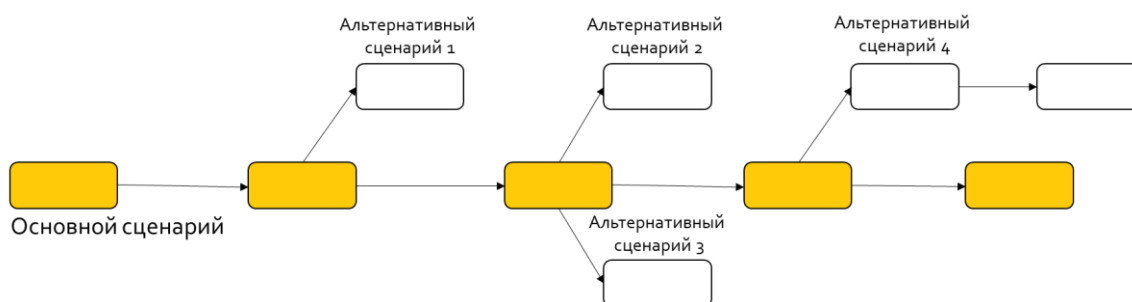 Альтернативный
сценарий 1
Альтернативный
сценарий 2
Альтернативный
сценарий 4
Основной сценарий
Альтернативный
сценарий 3